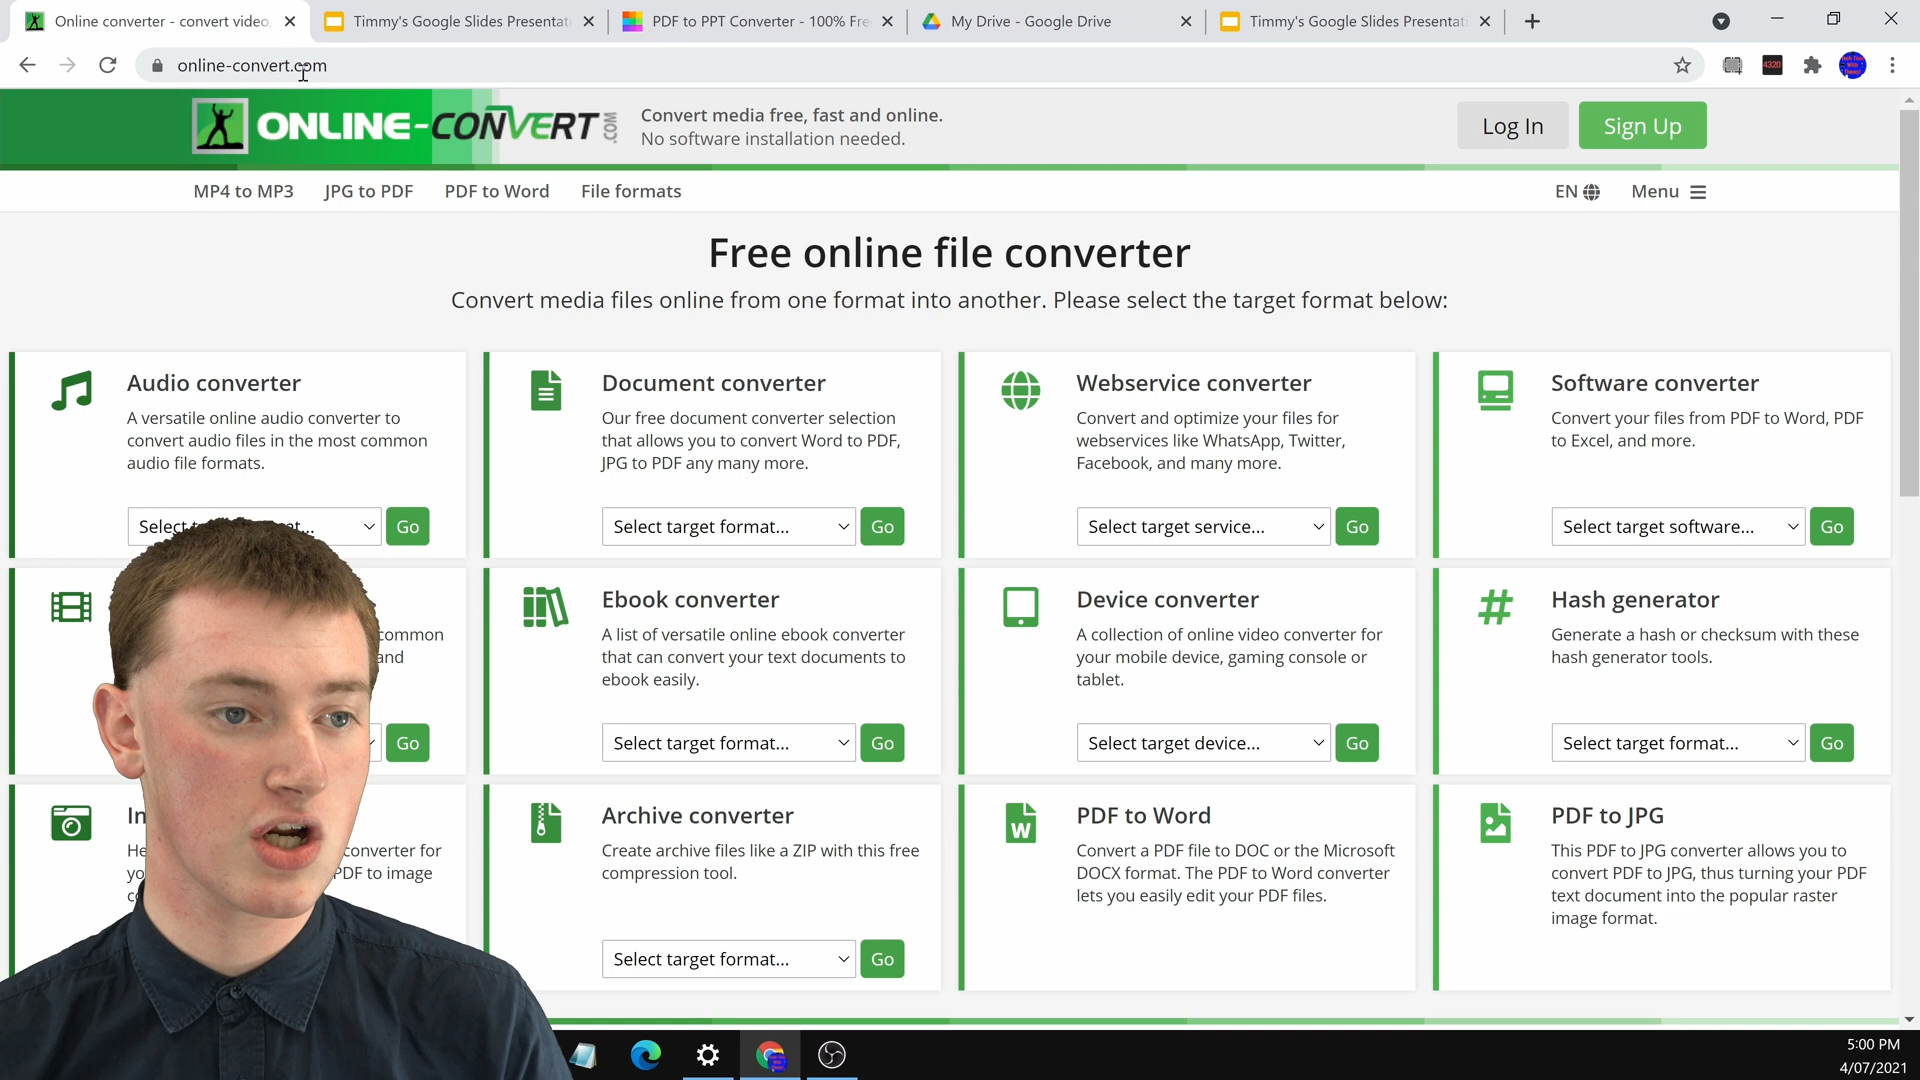 Online converter - convert video,
Timmy's Google Slides Presentati
PDF to PPT Converter - 100% Fre
My Drive - Google Drive
Timmy's Google Slides Presentati
online-convert.com
4320
ONLINE-CONVERT.COM
Convert media free, fast and online.
No software installation needed.
Log In
Sign Up
MP4 to MP3
JPG to PDF
PDF to Word
File formats
EN
Menu
Free online file converter
Convert media files online from one format into another. Please select the target format below:
Audio converter
A versatile online audio converter to
convert audio files in the most common
audio file formats.
Select
Go
Document converter
Our free document converter selection
that allows you to convert Word to PDF,
JPG to PDF any many more.
Select target format...
Go
Webservice converter
Convert and optimize your files for
webservices like WhatsApp, Twitter,
Facebook, and many more.
Select target service...
Go
Software converter
Convert your files from PDF to Word, PDF
to Excel, and more.
Select target software...
Go
common
and
Go
Ebook converter
A list of versatile online ebook converter
that can convert your text documents to
ebook easily.
Select target format...
Go
Device converter
A collection of online video converter for
your mobile device, gaming console or
tablet.
Select target device...
Go
Hash generator
Generate a hash or checksum with these
hash generator tools.
Select target format...
Go
converter for
PDF to image
Archive converter
Create archive files like a ZIP with this free
compression tool.
Select target format...
Go
PDF to Word
Convert a PDF file to DOC or the Microsoft
DOCX format. The PDF to Word converter
lets you easily edit your PDF files.
W
PDF to JPG
This PDF to JPG converter allows you to
convert PDF to JPG, thus turning your PDF
text document into the popular raster
image format.
5:00 PM
4/07/2021